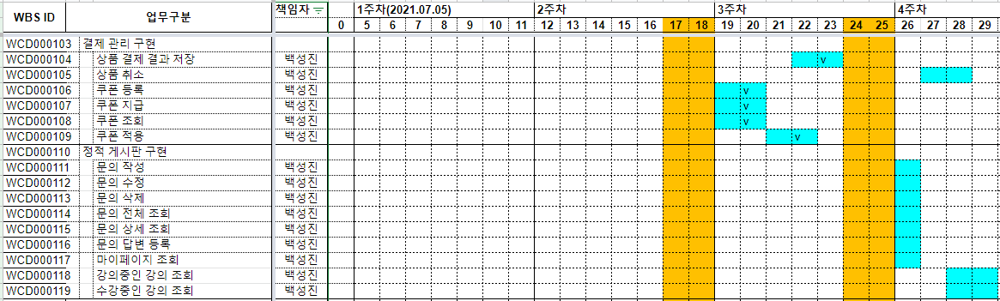 WBS ID 업무구분 책임자 1주차(2021.07.05) 2주차 3주차 4주차
0 5 6 7 8 9 10 11 12 13 14 15 16 17 18 19 20 21 22 23 24 25 26 27 28 29
WCD000103 결제 관리 구현
WCD000104 상품 결제 결과 저장 백성진 v
WCD000105 상품 취소 백성진
WCD000106 쿠폰 등록 백성진 v
WCD000107 쿠폰 지급 백성진 v
WCD000108 쿠폰 조회 백성진 v
WCD000109 쿠폰 적용 백성진 v
WCD000110 정적 게시판 구현
WCD000111 문의 작성 백성진
WCD000112 문의 수정 백성진
WCD000113 문의 삭제 백성진
WCD000114 문의 전체 조회 백성진
WCD000115 문의 상세 조회 백성진
WCD000116 문의 답변 등록 백성진
WCD000117 마이페이지 조회 백성진
WCD000118 강의중인 강의 조회 백성진
WCD000119 수강중인 강의 조회 백성진